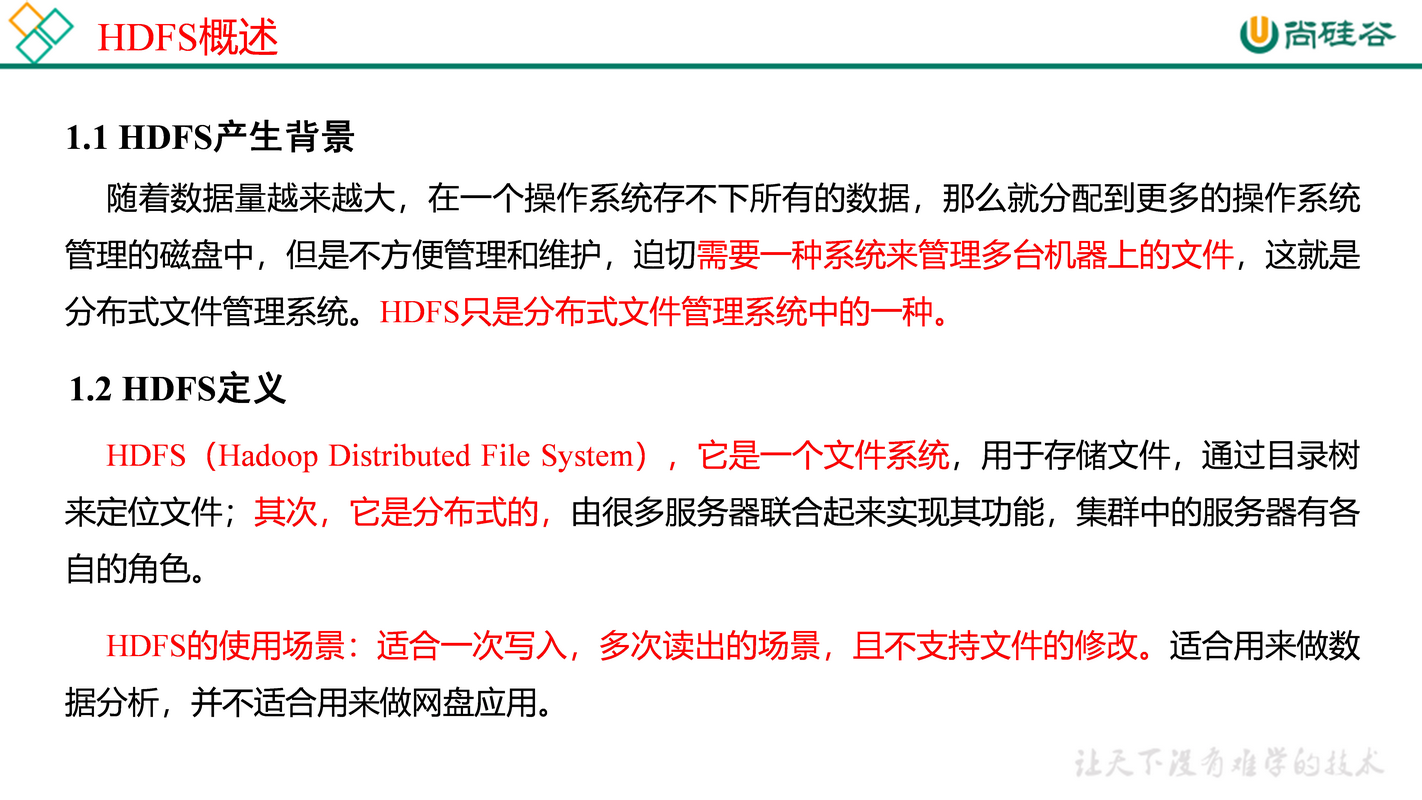 HDFS概述
尚硅谷
1.1 HDFS产生背景
随着数据量越来越大，在一个操作系统存不下所有的数据，那么就分配到更多的操作系统
管理的磁盘中，但是不方便管理和维护，迫切需要一种系统来管理多台机器上的文件，这就是
分布式文件管理系统。HDFS只是分布式文件管理系统中的一种。
1.2 HDFS定义
HDFS（Hadoop Distributed File System），它是一个文件系统，用于存储文件，通过目录树
来定位文件；其次，它是分布式的，由很多服务器联合起来实现其功能，集群中的服务器有各
自的角色。
HDFS的使用场景：适合一次写入，多次读出的场景，且不支持文件的修改。适合用来做数
据分析，并不适合用来做网盘应用。
让天下没有难学的技术